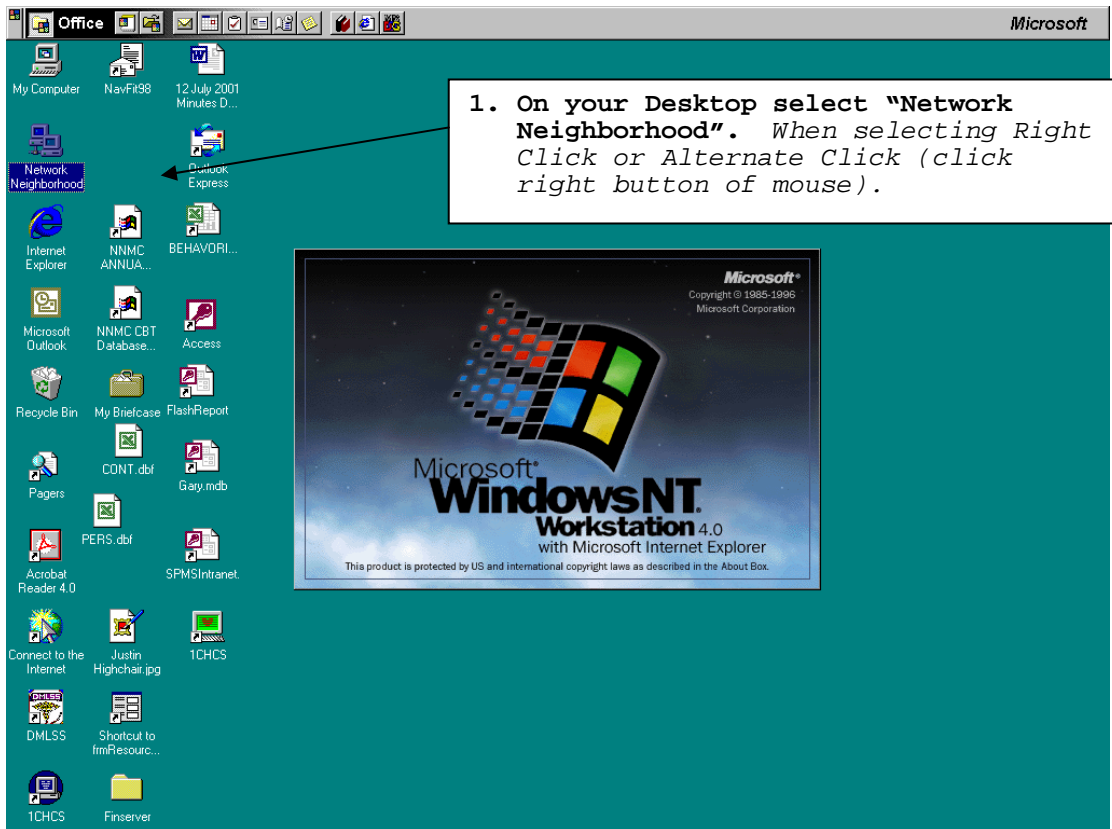 Office
Microsoft
My Computer
NavFit98
12 July 2001
Minutes D...
1. On your Desktop select “Network
Neighborhood”. When selecting Right
Click or Alternate Click (click
right button of mouse).
Network
Neighborhood
Outlook
Express
Internet
Explorer
NNMC
ANNUA...
BEHAVORI...
Microsoft
Outlook
NNMC CBT
Database...
Access
Recycle Bin
My Briefcase
FlashReport
Pagers
CONT.dbf
Gary.mdb
PERS.dbf
Acrobat
Reader 4.0
SPMSIntranet.
Connect to the
Internet
Justin
Highchair.jpg
1CHCS
DMLSS
DMLSS
Shortcut to
frmResourc...
1CHCS
Finserver
Microsoft®
Copyright © 1985-1996
Microsoft Corporation
Microsoft®
WindowsNT®
Workstation 4.0
with Microsoft Internet Explorer
This product is protected by US and international copyright laws as described in the About Box.